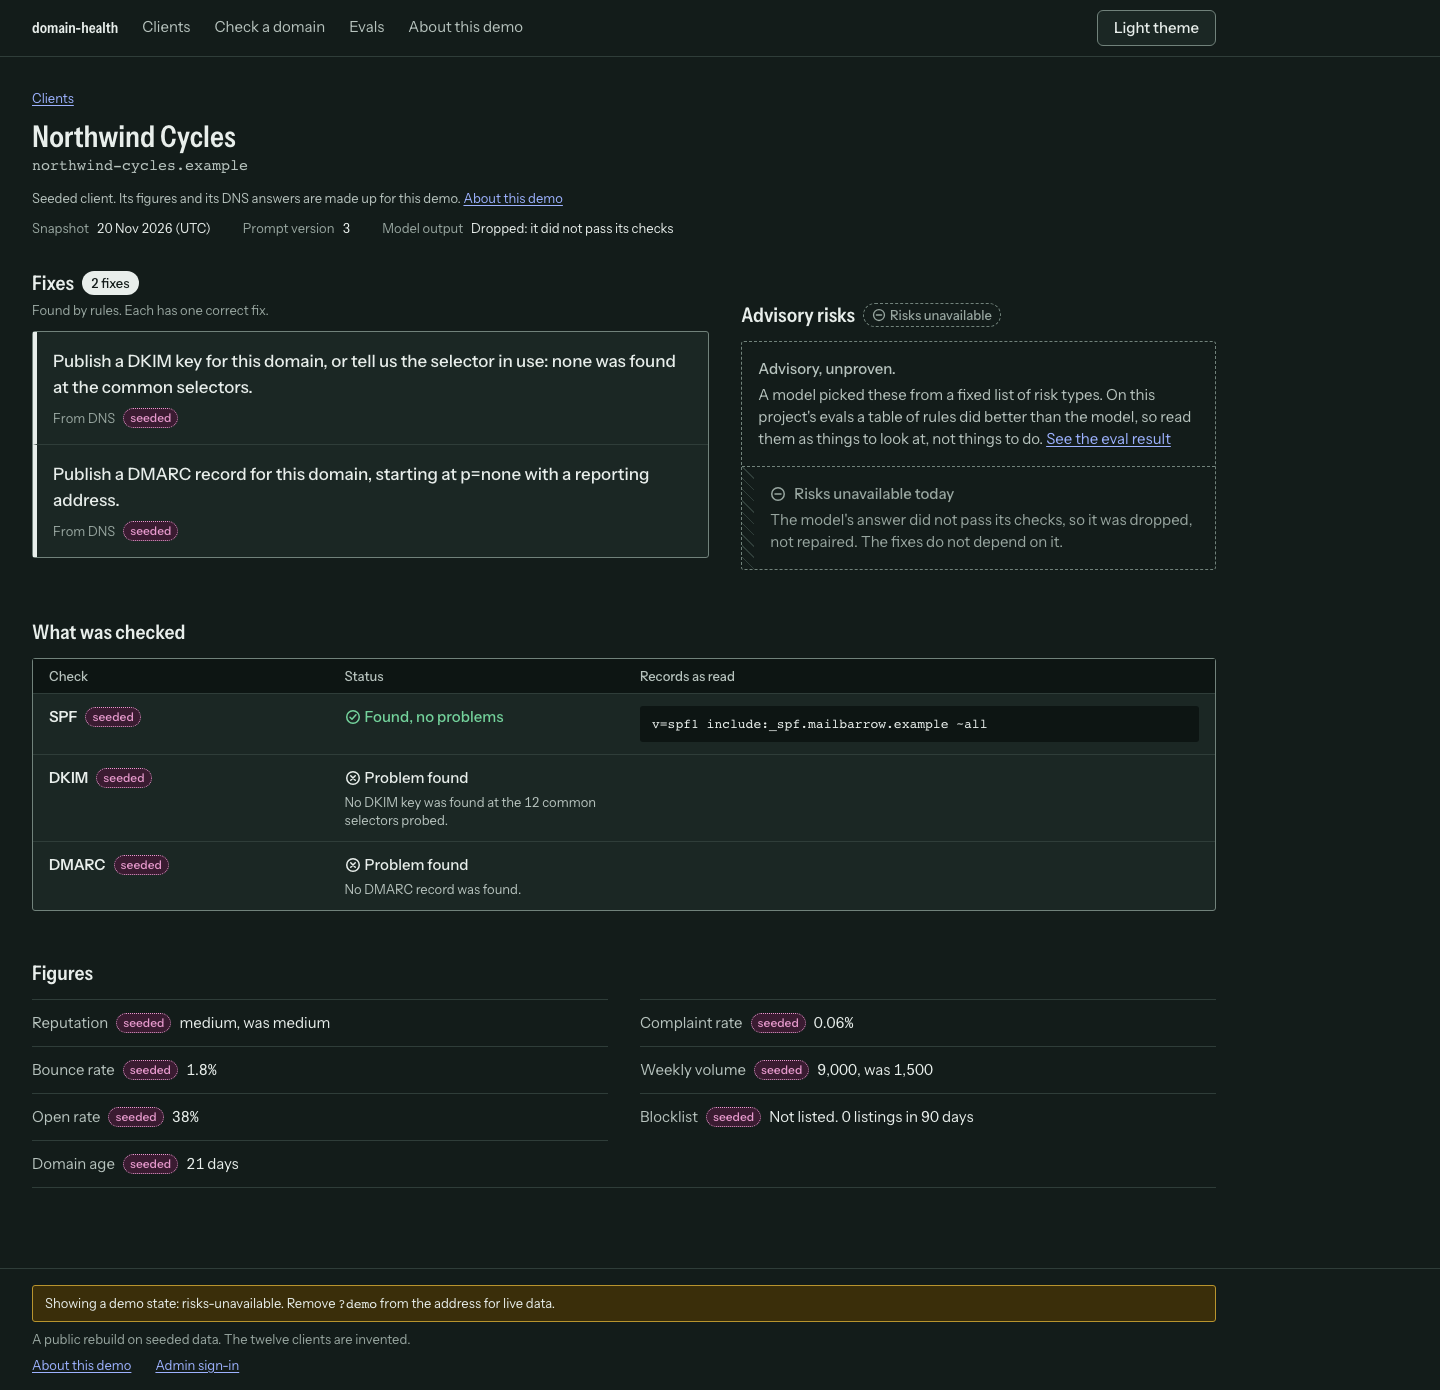 domain-health Clients Check a domain Evals About this demo Light theme
Clients
Northwind Cycles
northwind-cycles.example
Seeded client. Its figures and its DNS answers are made up for this demo. About this demo
Snapshot 20 Nov 2026 (UTC) Prompt version 3 Model output Dropped: it did not pass its checks
Fixes 2 fixes
Found by rules. Each has one correct fix.
Publish a DKIM key for this domain, or tell us the selector in use: none was found
at the common selectors.
From DNS seeded
Publish a DMARC record for this domain, starting at p=none with a reporting
address.
From DNS seeded
Advisory risks Risks unavailable
Advisory, unproven.
A model picked these from a fixed list of risk types. On this
project's evals a table of rules did better than the model, so read
them as things to look at, not things to do. See the eval result
Risks unavailable today
The model's answer did not pass its checks, so it was dropped,
not repaired. The fixes do not depend on it.
What was checked
Check Status Records as read
SPF seeded Found, no problems v=spf1 include:_spf.mailbarrow.example ~all
DKIM seeded Problem found
No DKIM key was found at the 12 common
selectors probed.
DMARC seeded Problem found
No DMARC record was found.
Figures
Reputation seeded medium, was medium
Complaint rate seeded 0.06%
Bounce rate seeded 1.8%
Weekly volume seeded 9,000, was 1,500
Open rate seeded 38%
Blocklist seeded Not listed. 0 listings in 90 days
Domain age seeded 21 days
Showing a demo state: risks-unavailable. Remove ?demo from the address for live data.
A public rebuild on seeded data. The twelve clients are invented.
About this demo Admin sign-in